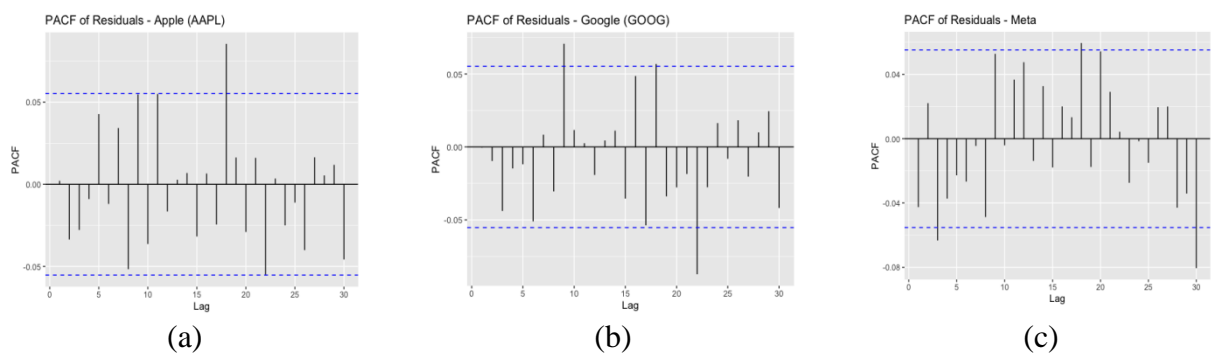 PACF of Residuals - Apple (AAPL)
0.05
0.00
-0.05
PACF
0
5
10
15
20
25
30
Lag
(a)
PACF of Residuals - Google (GOOG)
0.05
0.00
-0.05
PACF
0
5
10
15
20
25
30
Lag
(b)
PACF of Residuals - Meta
0.04
0.00
-0.04
-0.08
PACF
0
5
10
15
20
25
30
Lag
(c)